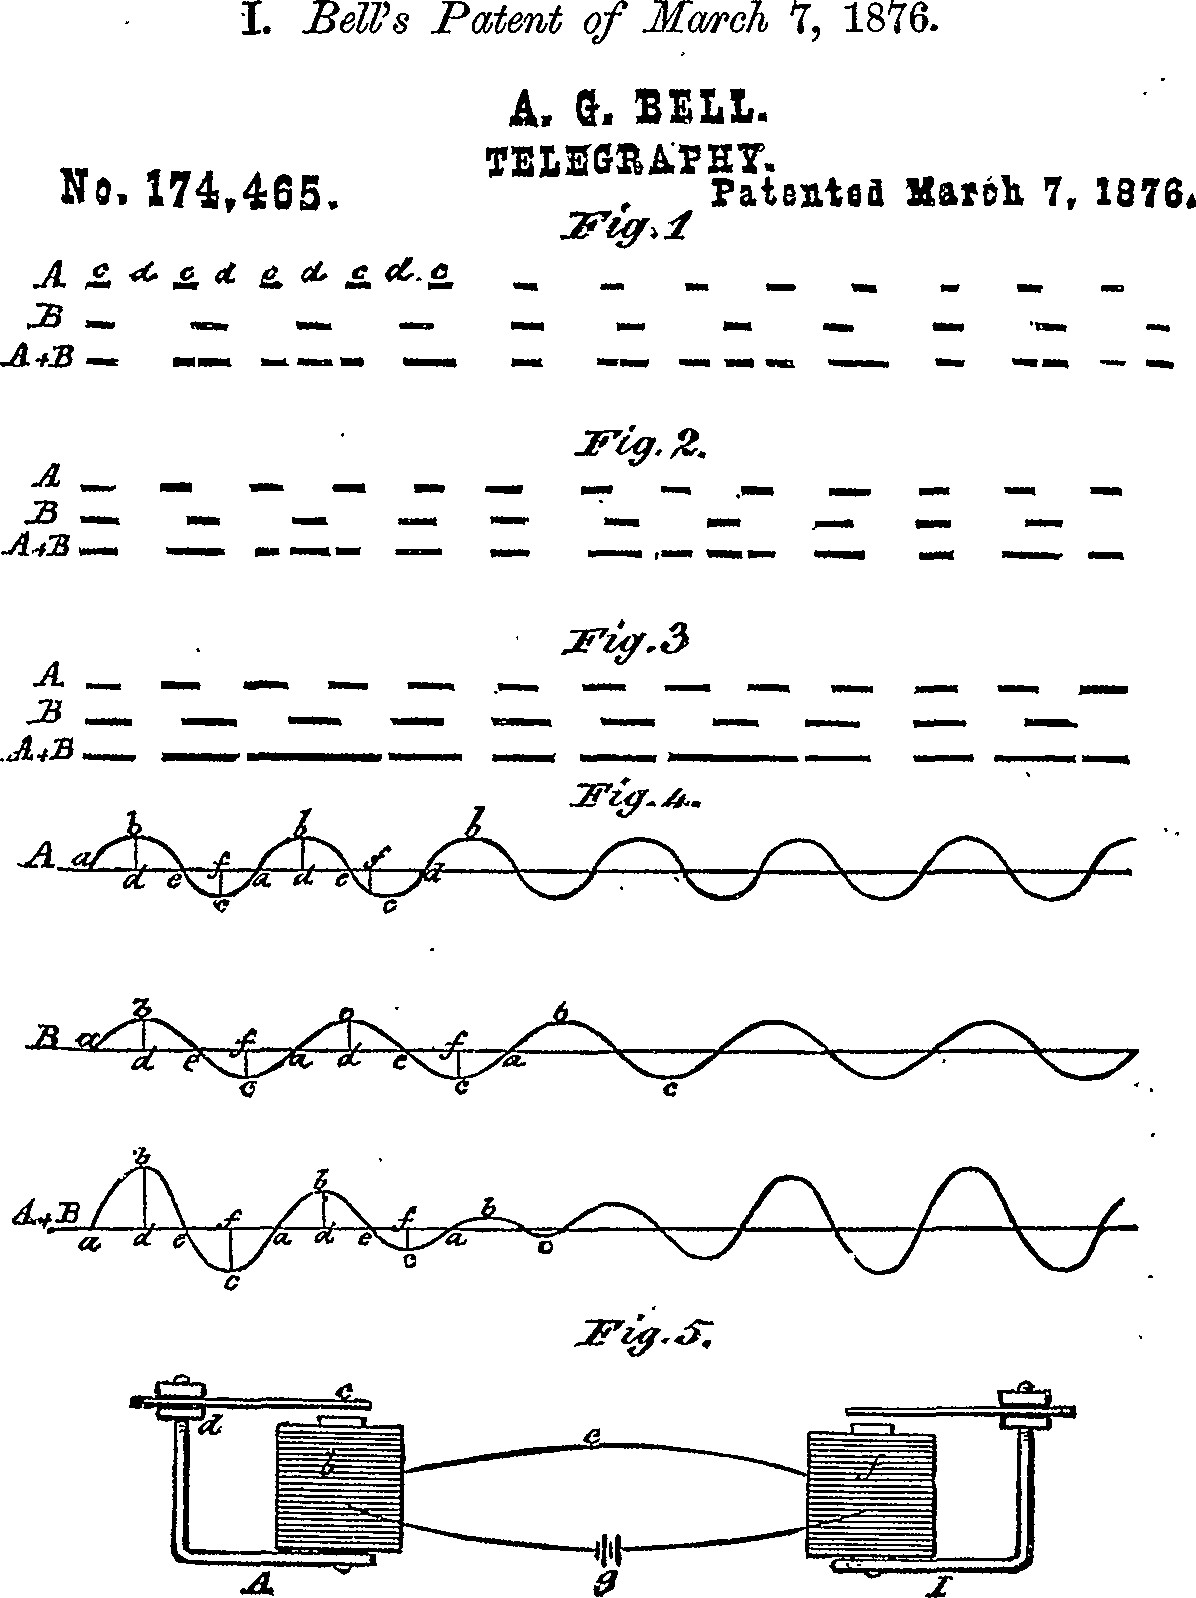 I. Bell's Patent of March 7, 1876.
A. G. BELL.
TELEGRAPHY.
No. 174,465.
Patented March 7, 1876.
Fig. 1
A c d c d c d c d c
B
A+B
Fig. 2.
A
B
A+B
Fig. 3
A
B
A+B
Fig. 4.
b b b
A a d e f a d e f d
c c
b b b
B a d e f a d e f a
c c c
b b b
A+B a d e f a d e f a
c c c
Fig. 5.
c
d
e
b f
A g I